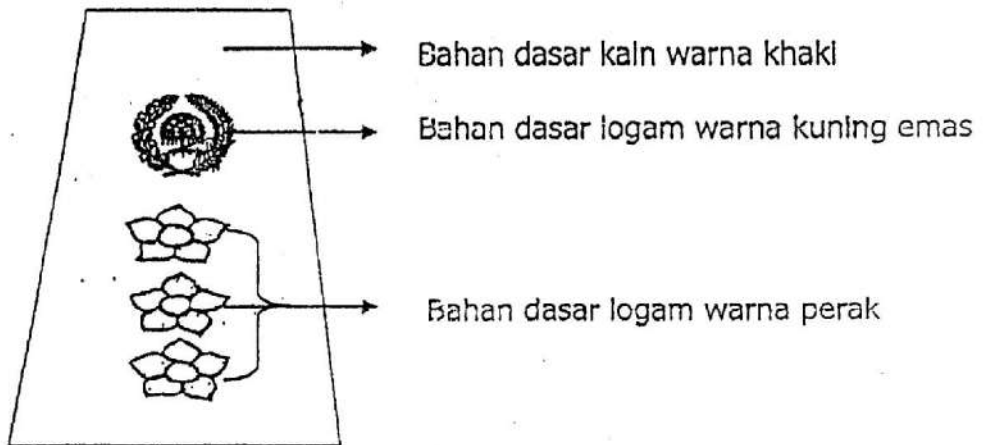 Bahan dasar kain warna khaki
Bahan dasar logam warna kuning emas
Bahan dasar logam warna perak